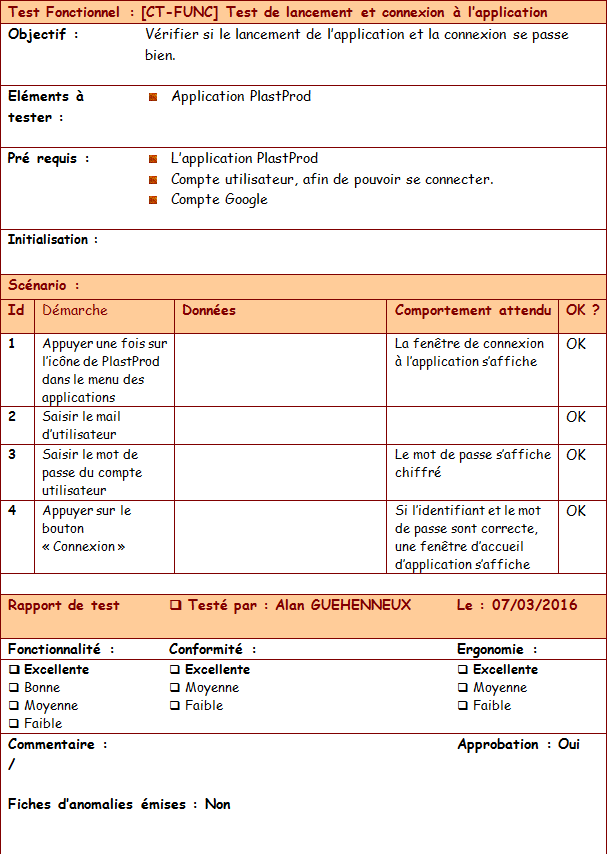 Test Fonctionnel : [CT-FUNC] Test de lancement et connexion à l'application
Objectif :
Vérifier si le lancement de l'application et la connexion se passe
bien.
Eléments à
tester :
Application PlastProd
Pré requis :
L'application PlastProd
Compte utilisateur, afin de pouvoir se connecter.
Compte Google
Initialisation :
Scénario :
Id Démarche Données Comportement attendu OK ?
1
Appuyer une fois sur
l'icône de PlastProd
dans le menu des
applications
La fenêtre de connexion
à l'application s'affiche
OK
2
Saisir le mail
d'utilisateur
OK
3
Saisir le mot de
passe du compte
utilisateur
Le mot de passe s'affiche
chiffré
OK
4
Appuyer sur le
bouton
« Connexion »
Si l'identifiant et le mot
de passe sont correcte,
une fenêtre d'accueil
d'application s'affiche
OK
Rapport de test ❑ Testé par : Alan GUEHENNEUX Le : 07/03/2016
Fonctionnalité : Conformité : Ergonomie :
❑ Excellente
❑ Bonne
❑ Moyenne
❑ Faible
❑ Excellente
❑ Moyenne
❑ Faible
❑ Excellente
❑ Moyenne
❑ Faible
Commentaire :
/
Approbation : Oui
Fiches d'anomalies émises : Non